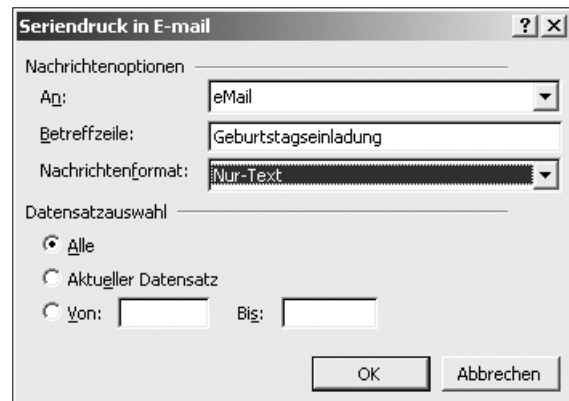 Seriendruck in E-mail
Nachrichtenoptionen
An: eMail
Betreffzeile: Geburtstagseinladung
Nachrichtenformat: Nur-Text
Datensatzauswahl
Alle
Aktueller Datensatz
Von: Bis:
OK Abbrechen